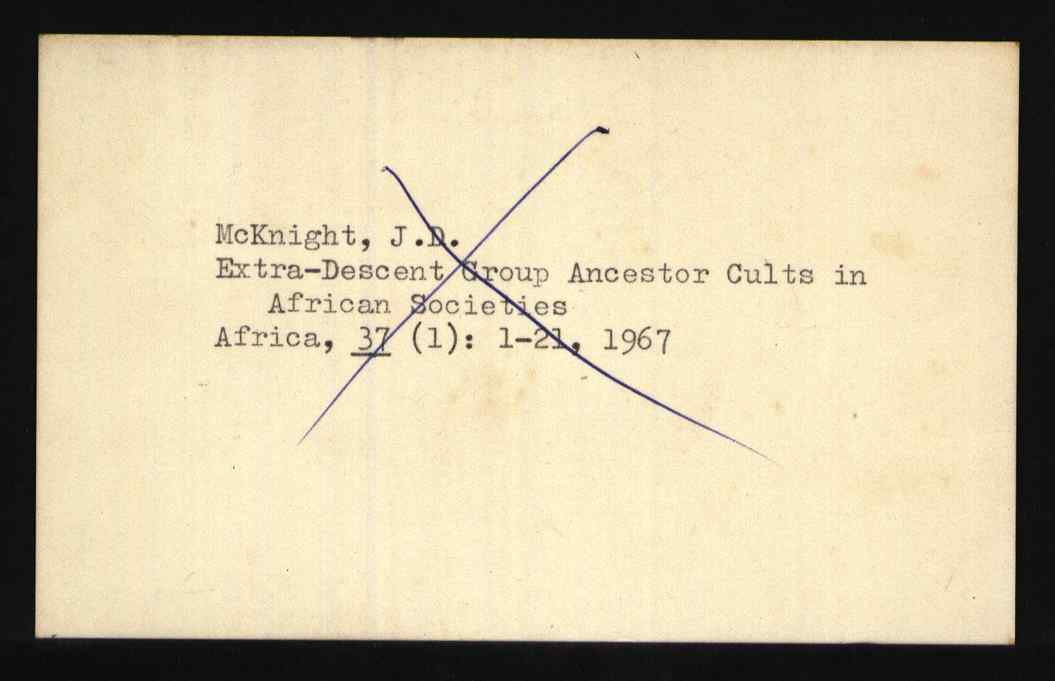 McKnight, J.D.
Extra-Descent Group Ancestor Cults in
African Societies
Africa, 37 (1): 1-21, 1967